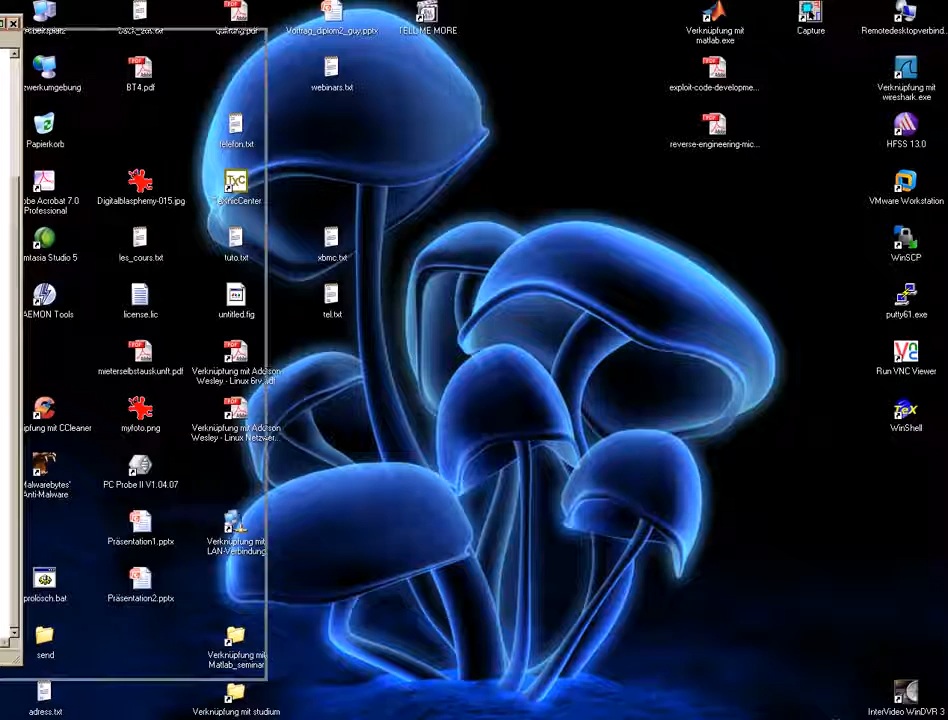 quittung.pdf
Vortrag_diplom2_guy.pptx
TELL ME MORE
Verknüpfung mit
matlab.exe
Capture
Remotedesktopverbind...
zwerkumgebung
BT4.pdf
webinars.txt
exploit-code-developme...
Verknüpfung mit
wireshark.exe
Papierkorb
telefon.txt
reverse-engineering-mic...
HFSS 13.0
obe Acrobat 7.0
Professional
Digitalblasphemy-015.jpg
TeXnicCenter
VMware Workstation
mtasia Studio 5
les_cours.txt
tuto.txt
xbmc.txt
WinSCP
AEMON Tools
license.lic
untitled.fig
tel.txt
putty61.exe
mieterselbstauskunft.pdf
Verknüpfung mit Addison
Wesley - Linux
Run VNC Viewer
pfung mit CCleaner
myfoto.png
Verknüpfung mit Addison
Wesley - Linux Netzwer...
WinShell
Malwarebytes'
Anti-Malware
PC Probe II V1.04.07
Präsentation1.pptx
Verknüpfung mit
LAN-Verbindung
prolosch.bat
Präsentation2.pptx
send
Verknüpfung mit
Matlab_seminar
adress.txt
Verknüpfung mit studium
InterVideo WinDVR 3